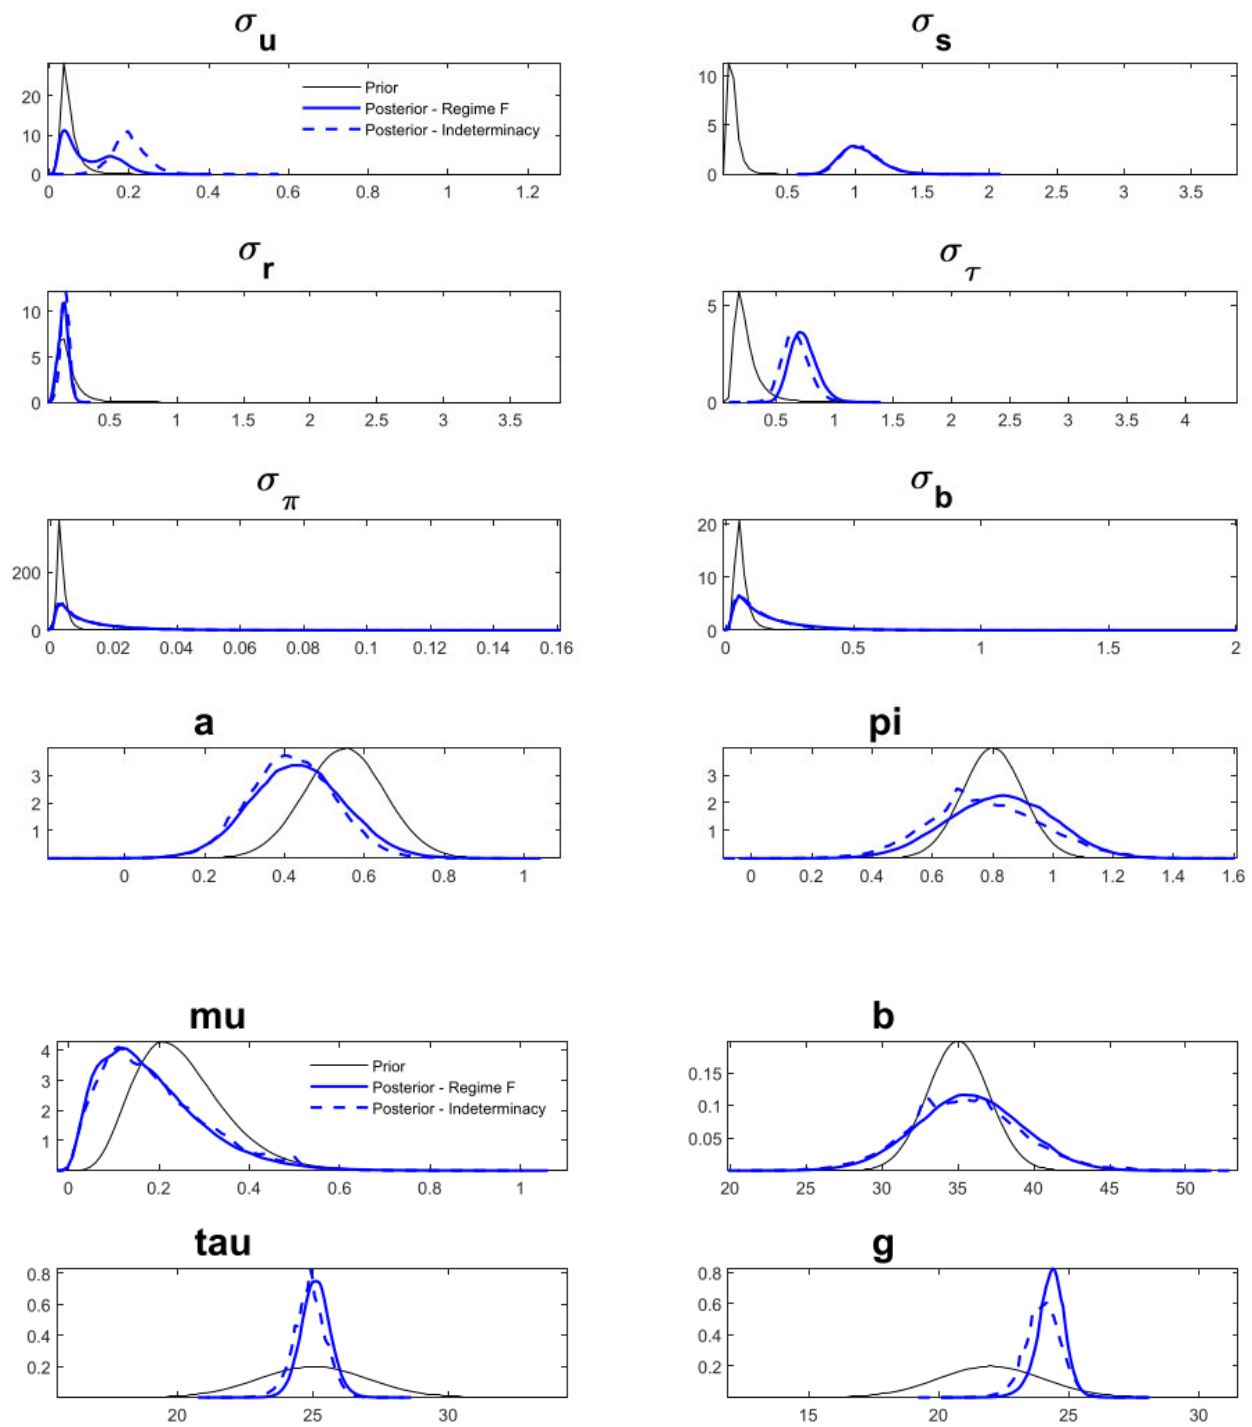 σu
σs
20
10
0
Prior
Posterior - Regime F
Posterior - Indeterminacy
0 0.2 0.4 0.6 0.8 1 1.2
10
5
0
0.5 1 1.5 2 2.5 3 3.5
σr
στ
10
5
0
0.5 1 1.5 2 2.5 3 3.5
5
0
0.5 1 1.5 2 2.5 3 3.5 4
σπ
σb
200
0
0 0.02 0.04 0.06 0.08 0.1 0.12 0.14 0.16
20
10
0
0 0.5 1 1.5 2
a
pi
3
2
1
0 0.2 0.4 0.6 0.8 1
3
2
1
0 0.2 0.4 0.6 0.8 1 1.2 1.4 1.6
mu
b
4
3
2
1
Prior
Posterior - Regime F
Posterior - Indeterminacy
0 0.2 0.4 0.6 0.8 1
0.15
0.1
0.05
20 25 30 35 40 45 50
tau
g
0.8
0.6
0.4
0.2
20 25 30
0.8
0.6
0.4
0.2
15 20 25 30